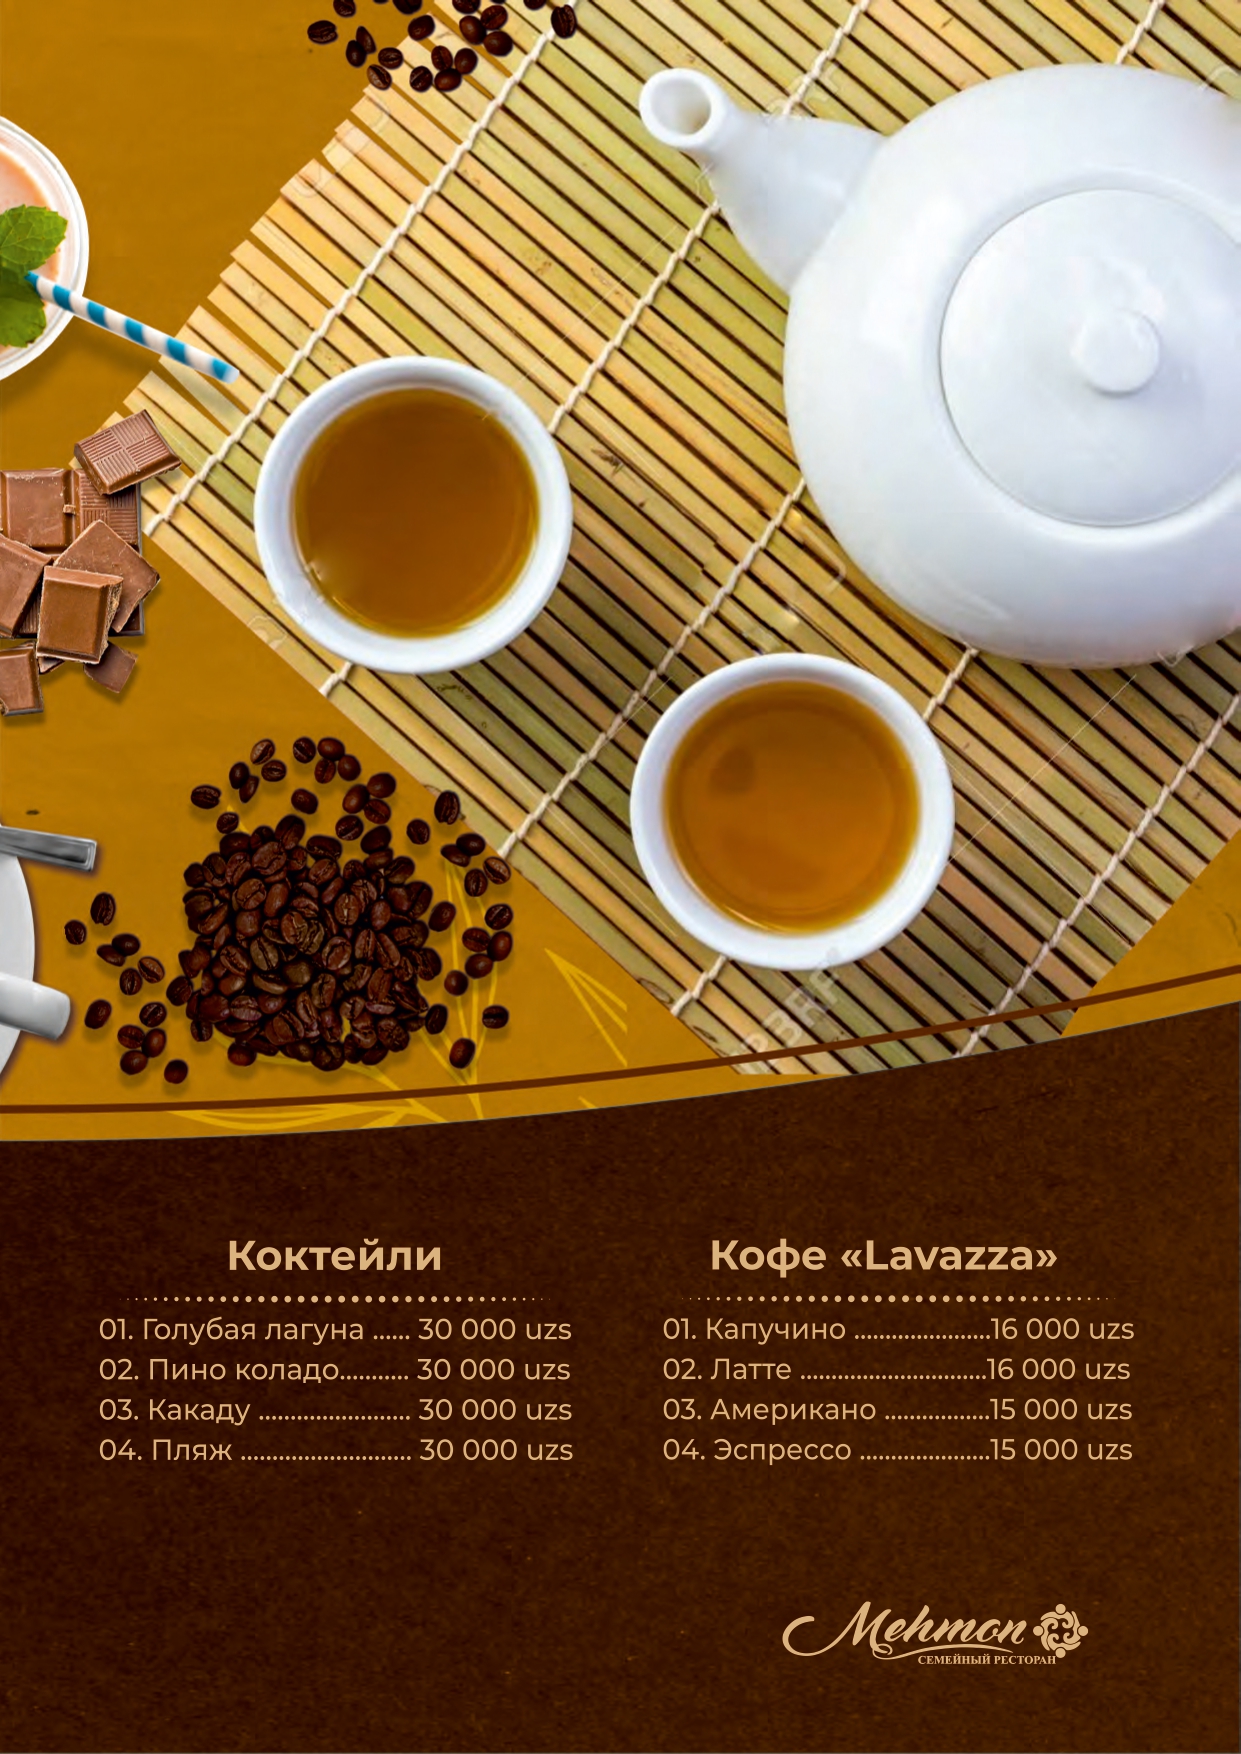 Коктейли
01. Голубая лагуна ...... 30 000 uzs
02. Пино коладо........... 30 000 uzs
03. Какаду ........................ 30 000 uzs
04. Пляж ........................... 30 000 uzs
Кофе «Lavazza»
01. Капучино ......................16 000 uzs
02. Латте ..............................16 000 uzs
03. Американо .................15 000 uzs
04. Эспрессо .....................15 000 uzs
Mehmon
СЕМЕЙНЫЙ РЕСТОРАН